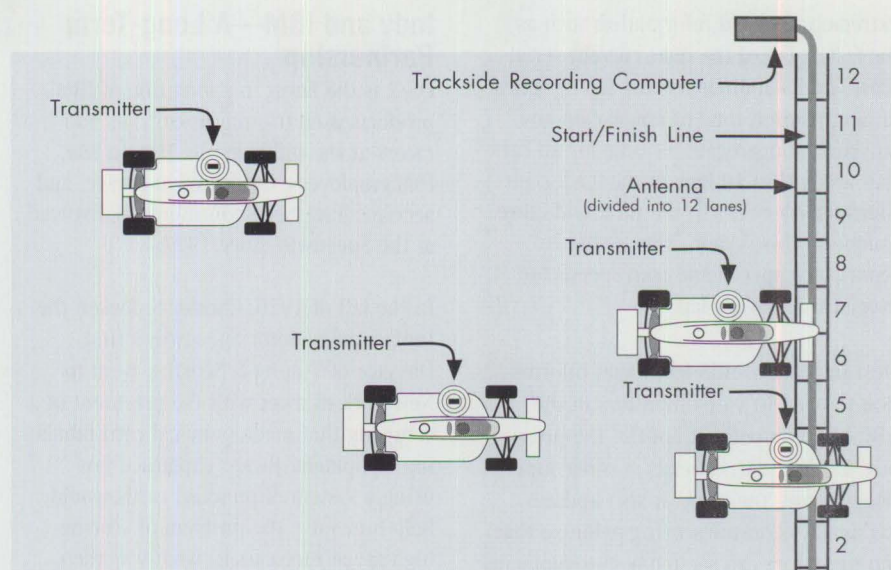 Trackside Recording Computer
Transmitter
Start/Finish Line
Antenna
(divided into 12 lanes)
Transmitter
Transmitter
Transmitter
12
11
10
9
8
7
6
5
2